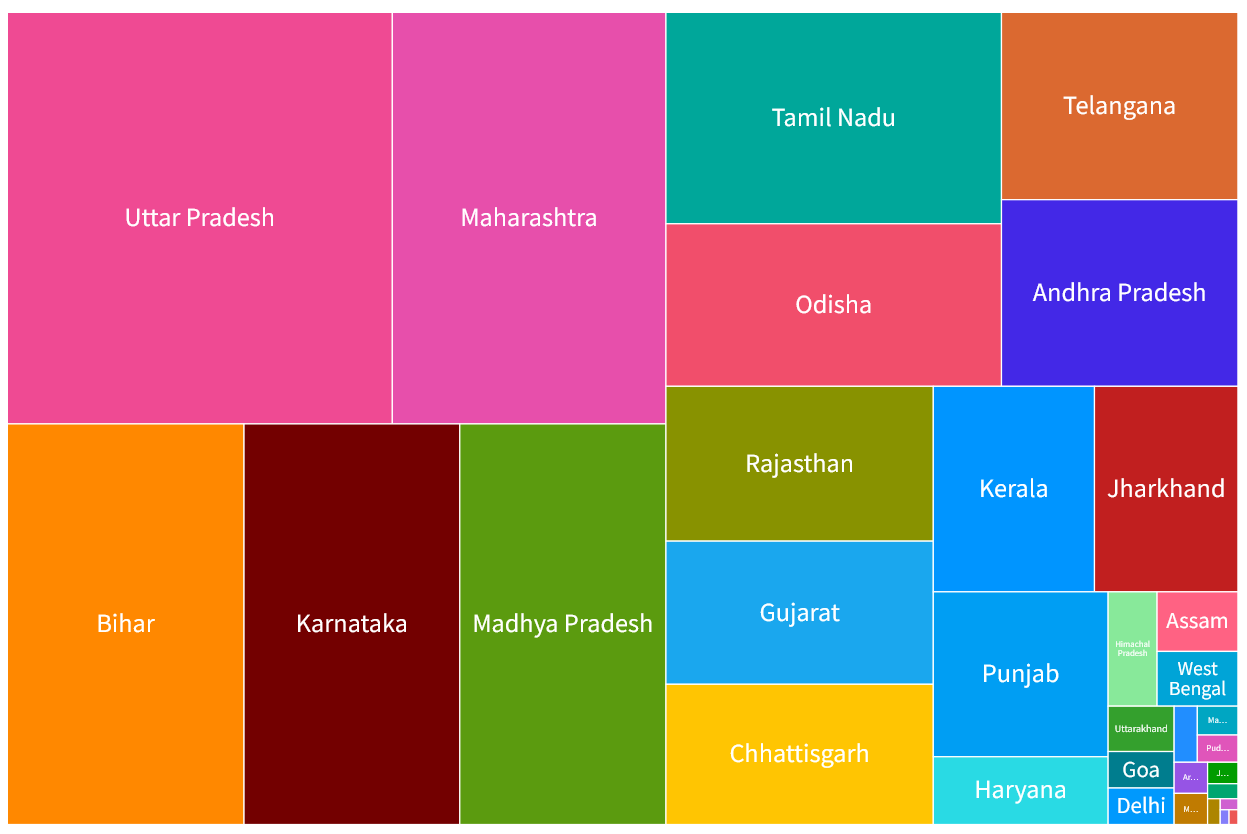 Uttar Pradesh
Maharashtra
Tamil Nadu
Telangana
Odisha
Andhra Pradesh
Bihar
Karnataka
Madhya Pradesh
Rajasthan
Gujarat
Chhattisgarh
Kerala
Jharkhand
Punjab
Haryana
Himachal
Pradesh
Assam
West
Bengal
Uttarakhand
Goa
Delhi
Ma...
Pud...
Ar...
J...
M...